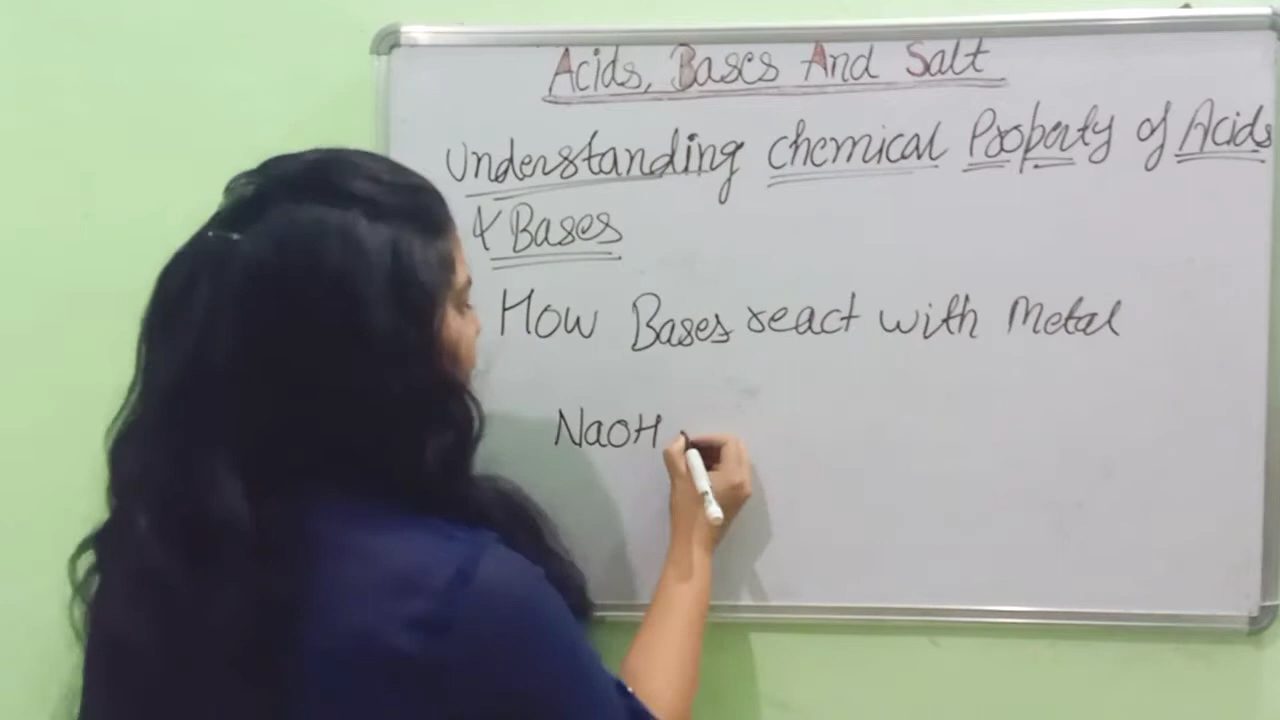 Acids, Bases And Salt
Understanding chemical Property of Acids
& Bases
How Bases react with Metal
NaOH